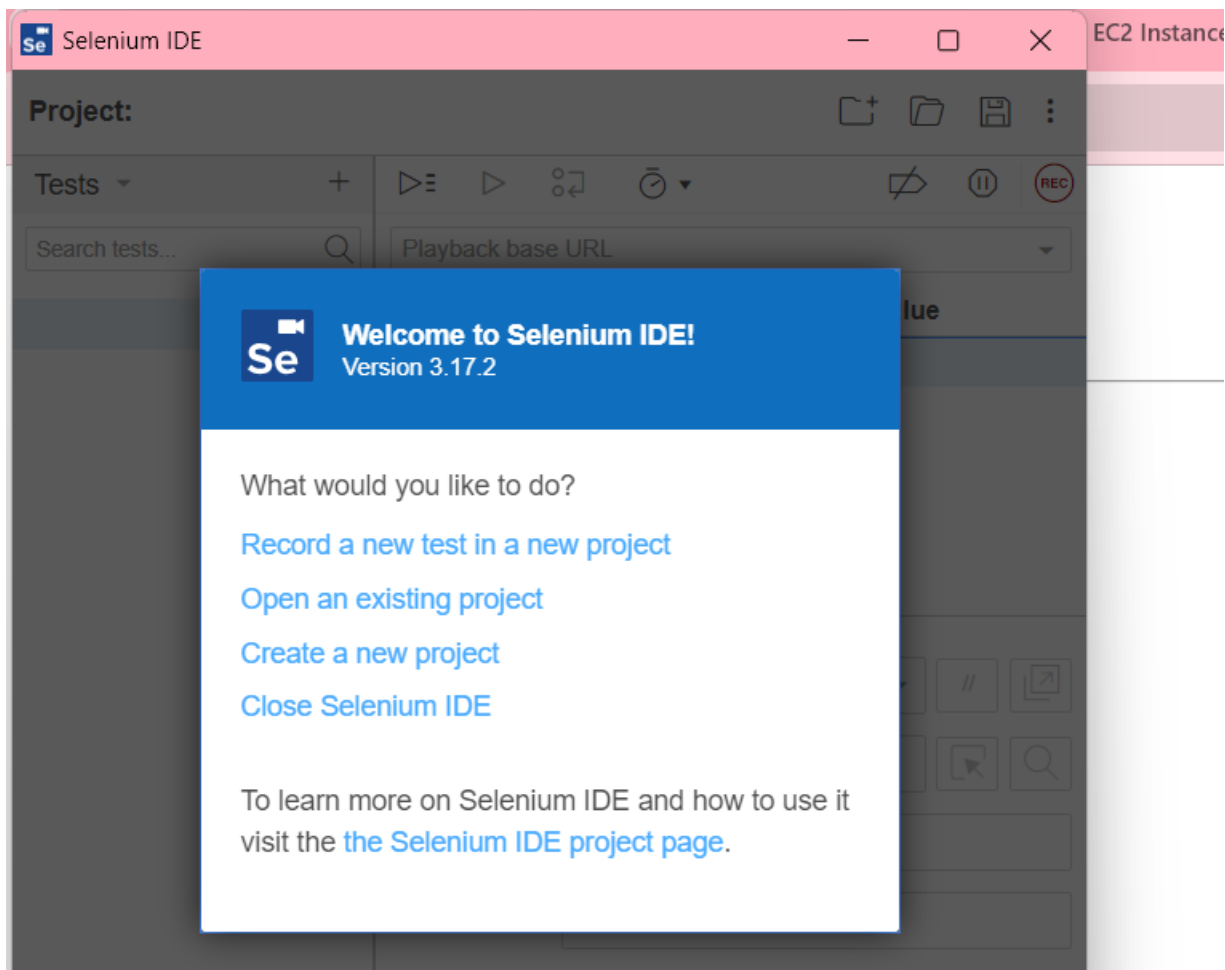 Se Selenium IDE
EC2 Instance
Project:
Tests
REC
Search tests...
Playback base URL
lue
Se
Welcome to Selenium IDE!
Version 3.17.2
What would you like to do?
Record a new test in a new project
Open an existing project
Create a new project
Close Selenium IDE
//
To learn more on Selenium IDE and how to use it
visit the the Selenium IDE project page.